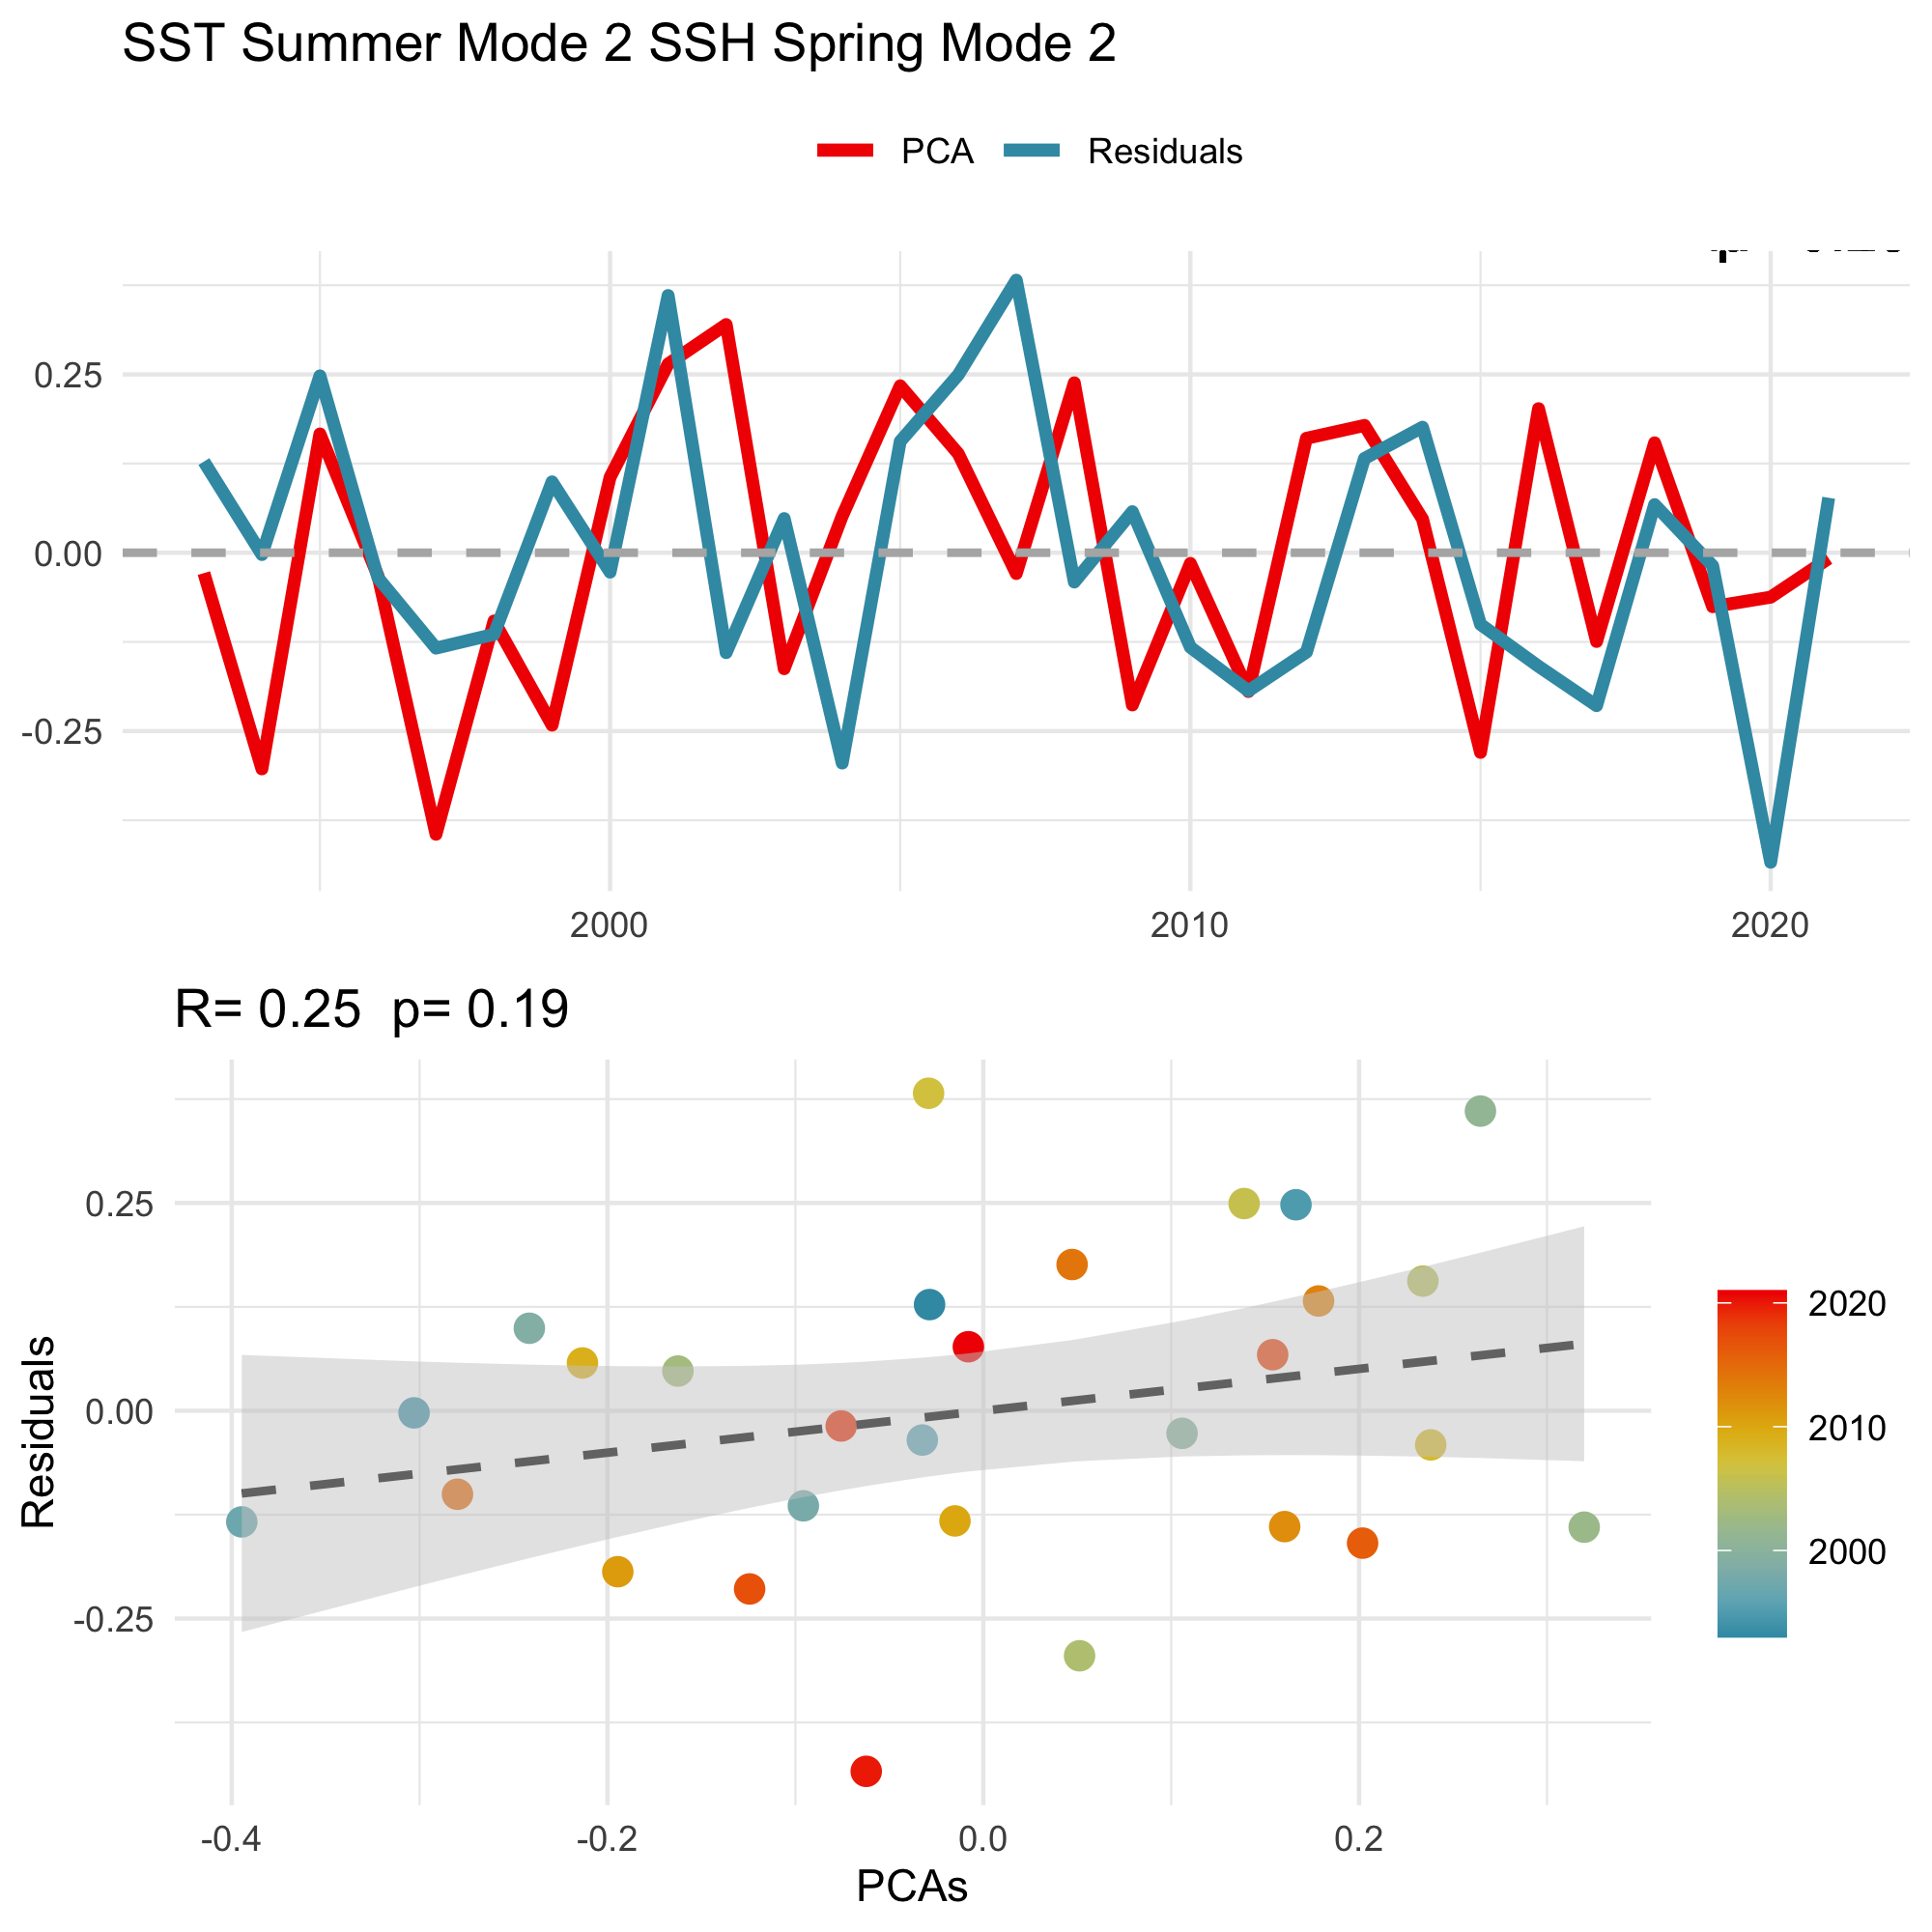 SST Summer Mode 2 SSH Spring Mode 2
PCA Residuals
0.25
0.00
-0.25
2000 2010 2020
R= 0.25 p= 0.19
Residuals
0.25
0.00
-0.25
-0.4 -0.2 0.0 0.2
PCAs
2020
2010
2000